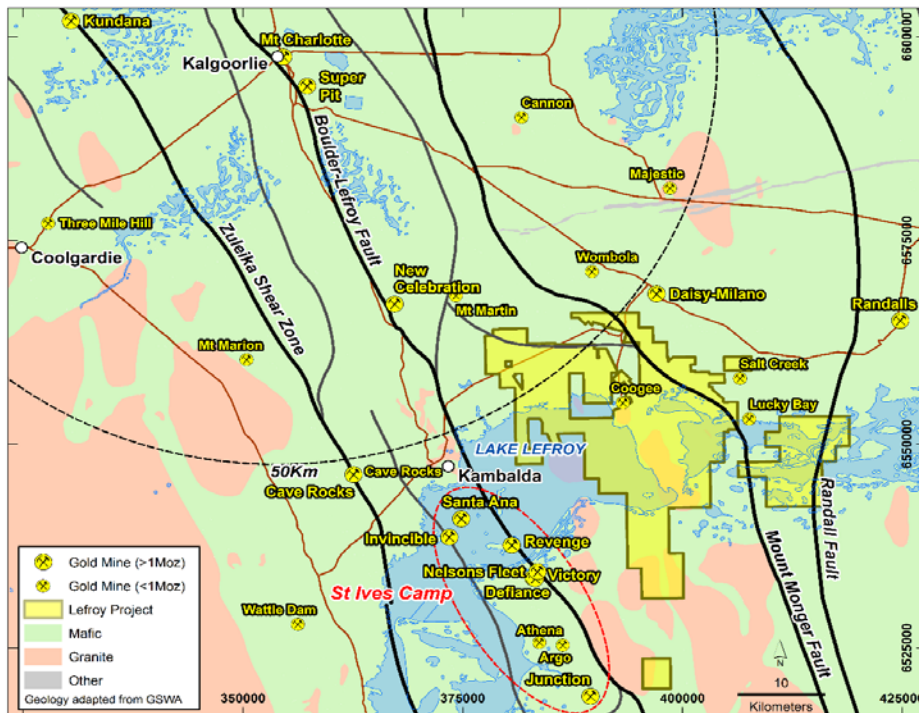 Kundana
Mt Charlotte
Kalgoorlie
Super
Pit
Cannon
6600000
Boulder-Lefroy Fault
Majestic
Three Mile Hill
Coolgardie
Zuleika Shear Zone
Wombola
6575000
New
Celebration
Mt Martin
Daisy-Milano
Randalls
Mt Marion
Salt Creek
Coogee
Lucky Bay
LAKE LEFROY
6550000
50Km
Cave Rocks
Cave Rocks
Kambalda
Santa Ana
Invincible
Revenge
Randall Fault
Mount Monger Fault
Nelsons Fleet
Victory
Defiance
St Ives Camp
Wattle Dam
Athena
Argo
Junction
6525000
Gold Mine (>1Moz)
Gold Mine (<1Moz)
Lefroy Project
Mafic
Granite
Other
Geology adapted from GSWA
N
10
Kilometers
350000
375000
400000
425000